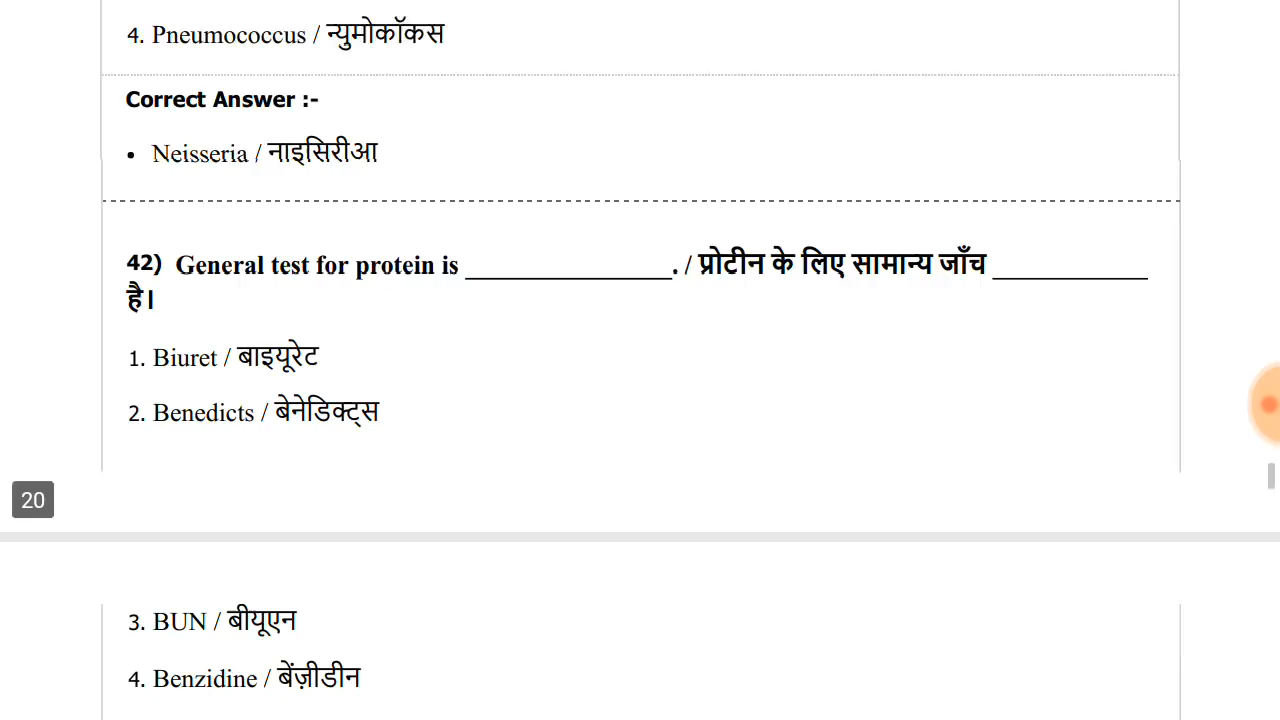 4. Pneumococcus / न्युमोकॉकस
Correct Answer :-
• Neisseria / नाइसिरीआ
42) General test for protein is ________________. / प्रोटीन के लिए सामान्य जाँच ____________
है।
1. Biuret / बाइयूरेट
2. Benedicts / बेनेडिक्ट्स
20
3. BUN / बीयूएन
4. Benzidine / बेंज़ीडीन